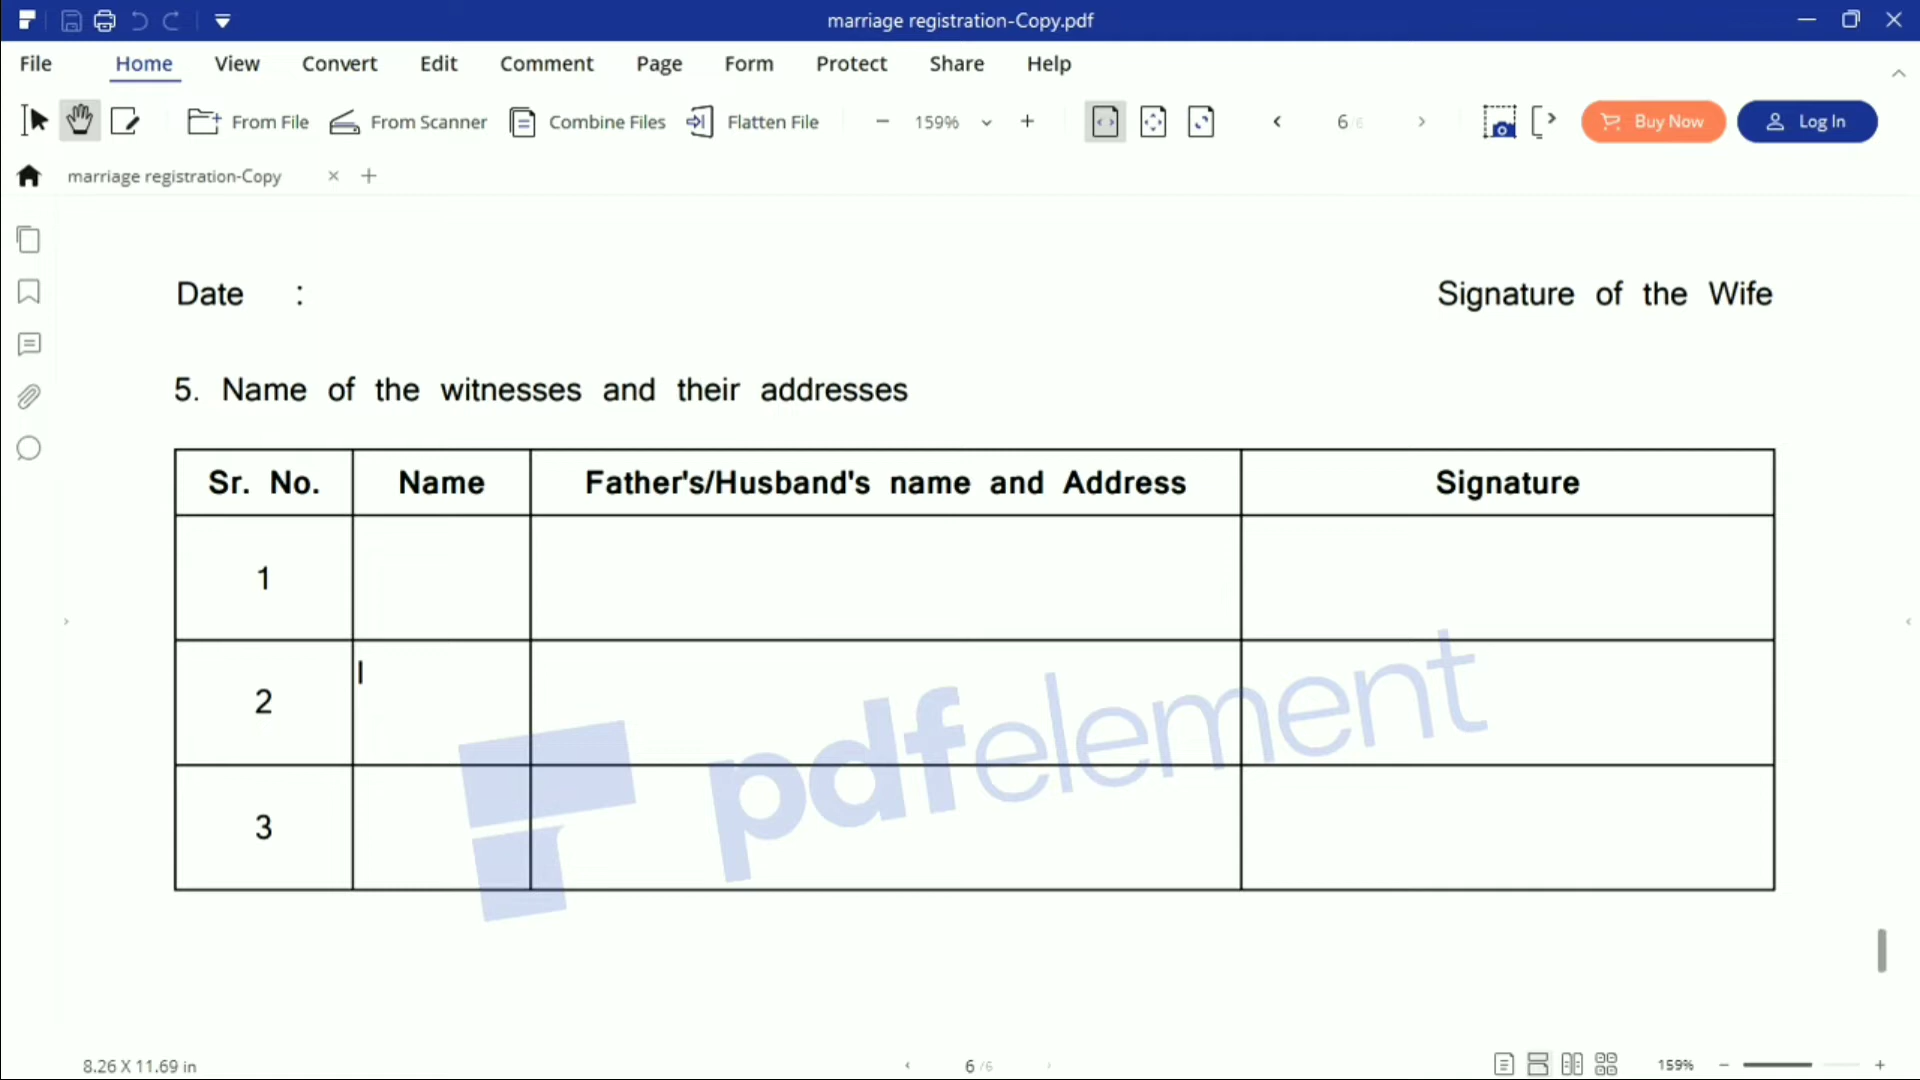 marriage registration-Copy.pdf
File Home View Convert Edit Comment Page Form Protect Share Help
From File From Scanner Combine Files Flatten File 159% 6/6 Buy Now Log In
marriage registration-Copy
Date : Signature of the Wife
5. Name of the witnesses and their addresses
Sr. No. Name Father's/Husband's name and Address Signature
1
2
3
pdfelement
8.26 X 11.69 in 6/6 159%